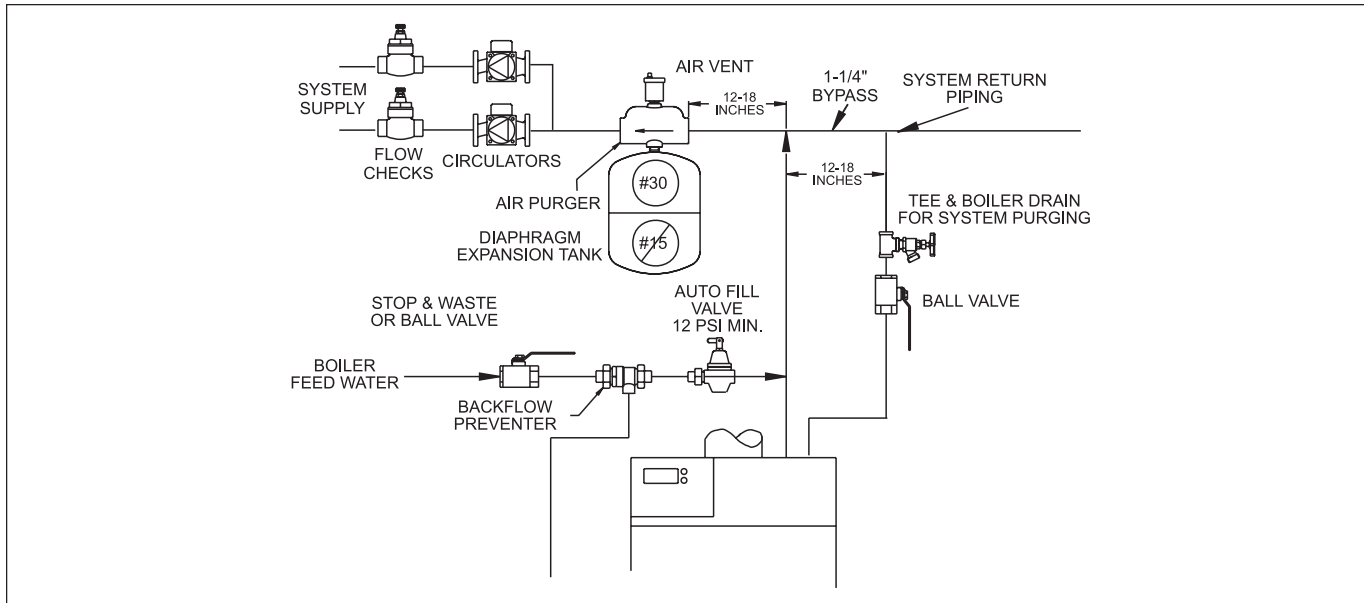 AIR VENT
1-1/4"
BYPASS
SYSTEM RETURN
PIPING
12-18
INCHES
SYSTEM
SUPPLY
FLOW
CHECKS
CIRCULATORS
AIR PURGER
#30
#15
DIAPHRAGM
EXPANSION TANK
12-18
INCHES
TEE & BOILER DRAIN
FOR SYSTEM PURGING
BALL VALVE
STOP & WASTE
OR BALL VALVE
AUTO FILL
VALVE
12 PSI MIN.
BOILER
FEED WATER
BACKFLOW
PREVENTER